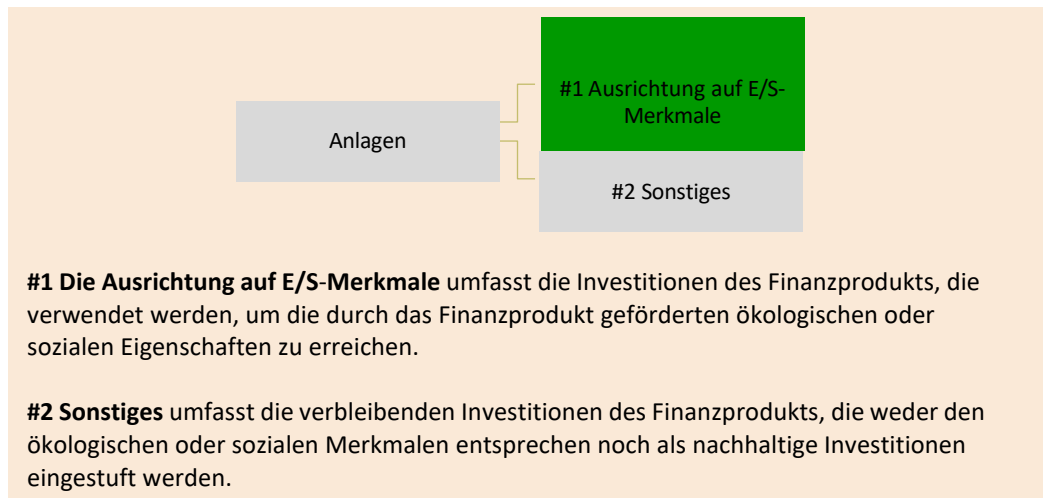 #1 Ausrichtung auf E/S-
Merkmale
Anlagen
#2 Sonstiges
#1 Die Ausrichtung auf E/S-Merkmale umfasst die Investitionen des Finanzprodukts, die
verwendet werden, um die durch das Finanzprodukt geförderten ökologischen oder
sozialen Eigenschaften zu erreichen.
#2 Sonstiges umfasst die verbleibenden Investitionen des Finanzprodukts, die weder den
ökologischen oder sozialen Merkmalen entsprechen noch als nachhaltige Investitionen
eingestuft werden.